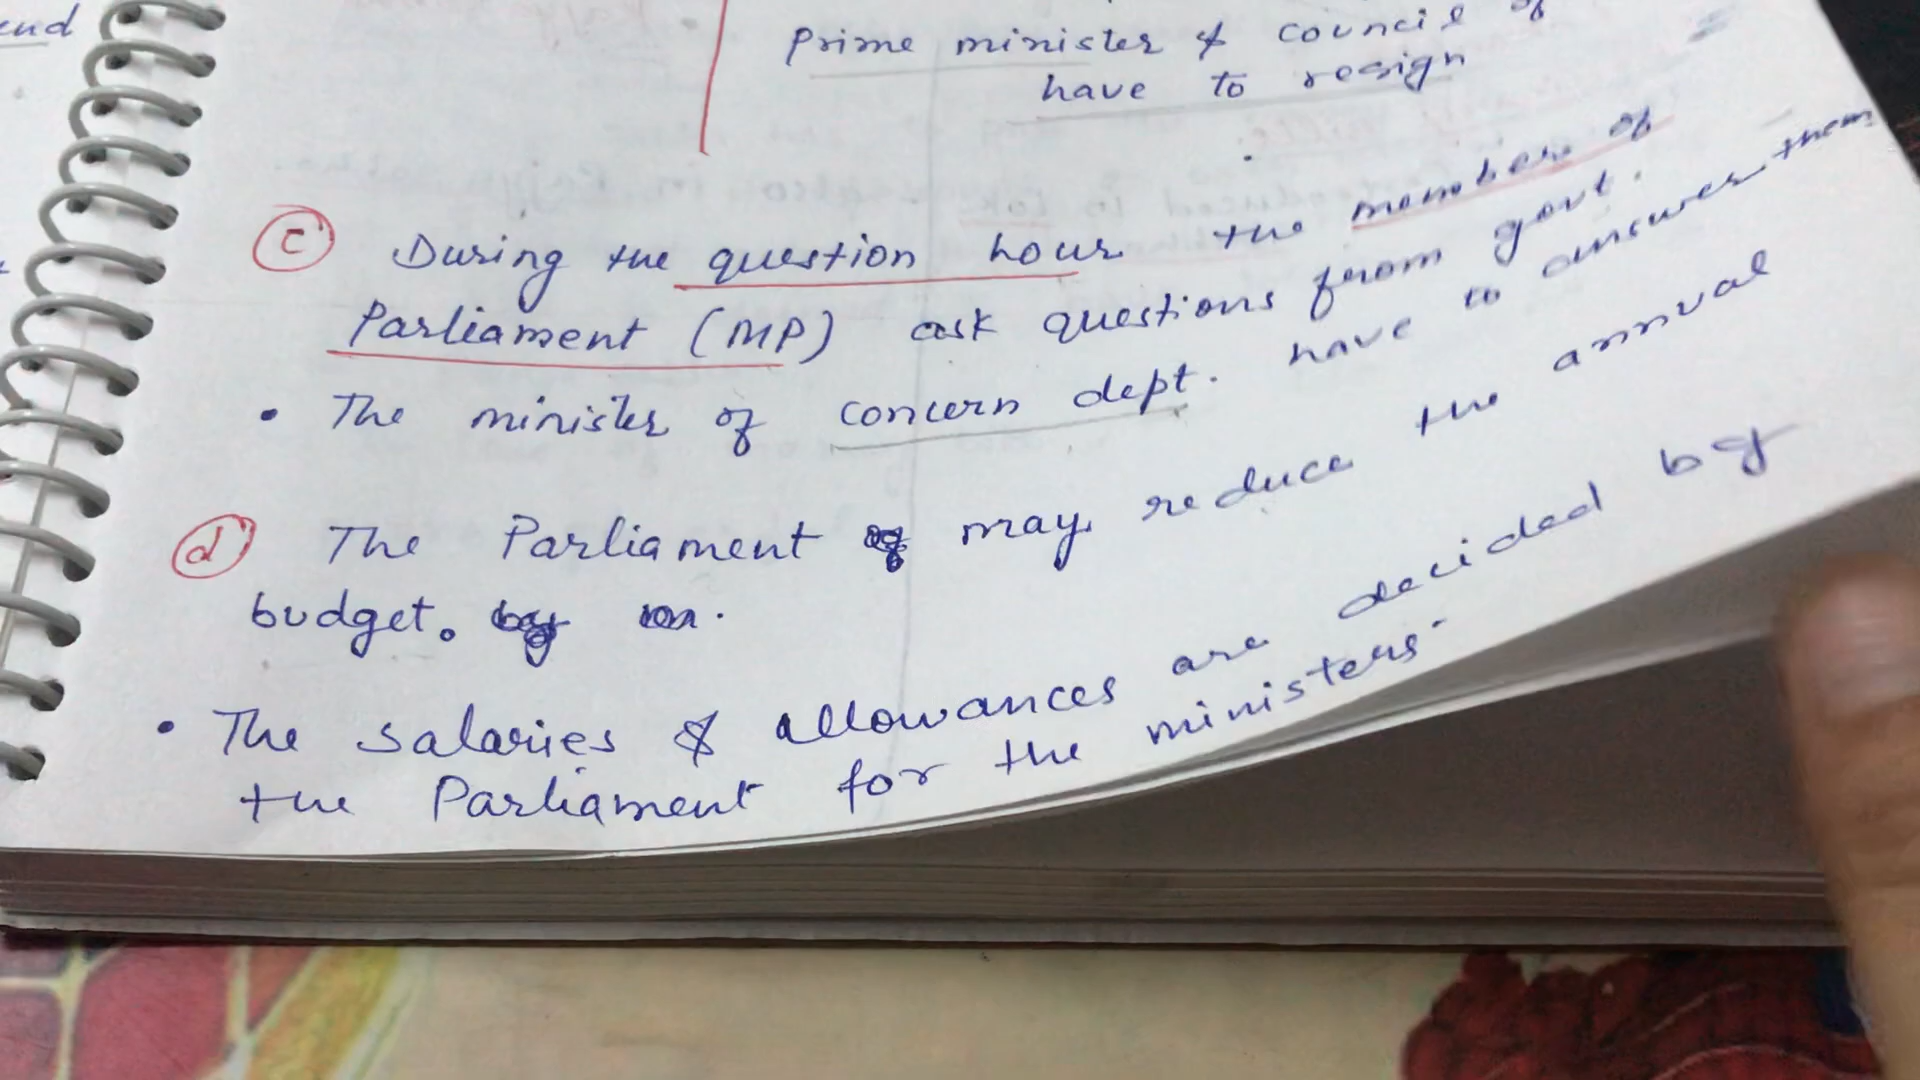 end
Prime minister & council of
have to resign
(c) During the question hour the members of
Parliament (MP) ask questions from govt.
• The minister of concern dept. have to answer them
(d) The Parliament may reduce the annual
budget.
• The salaries & allowances are decided by
the Parliament for the ministers.